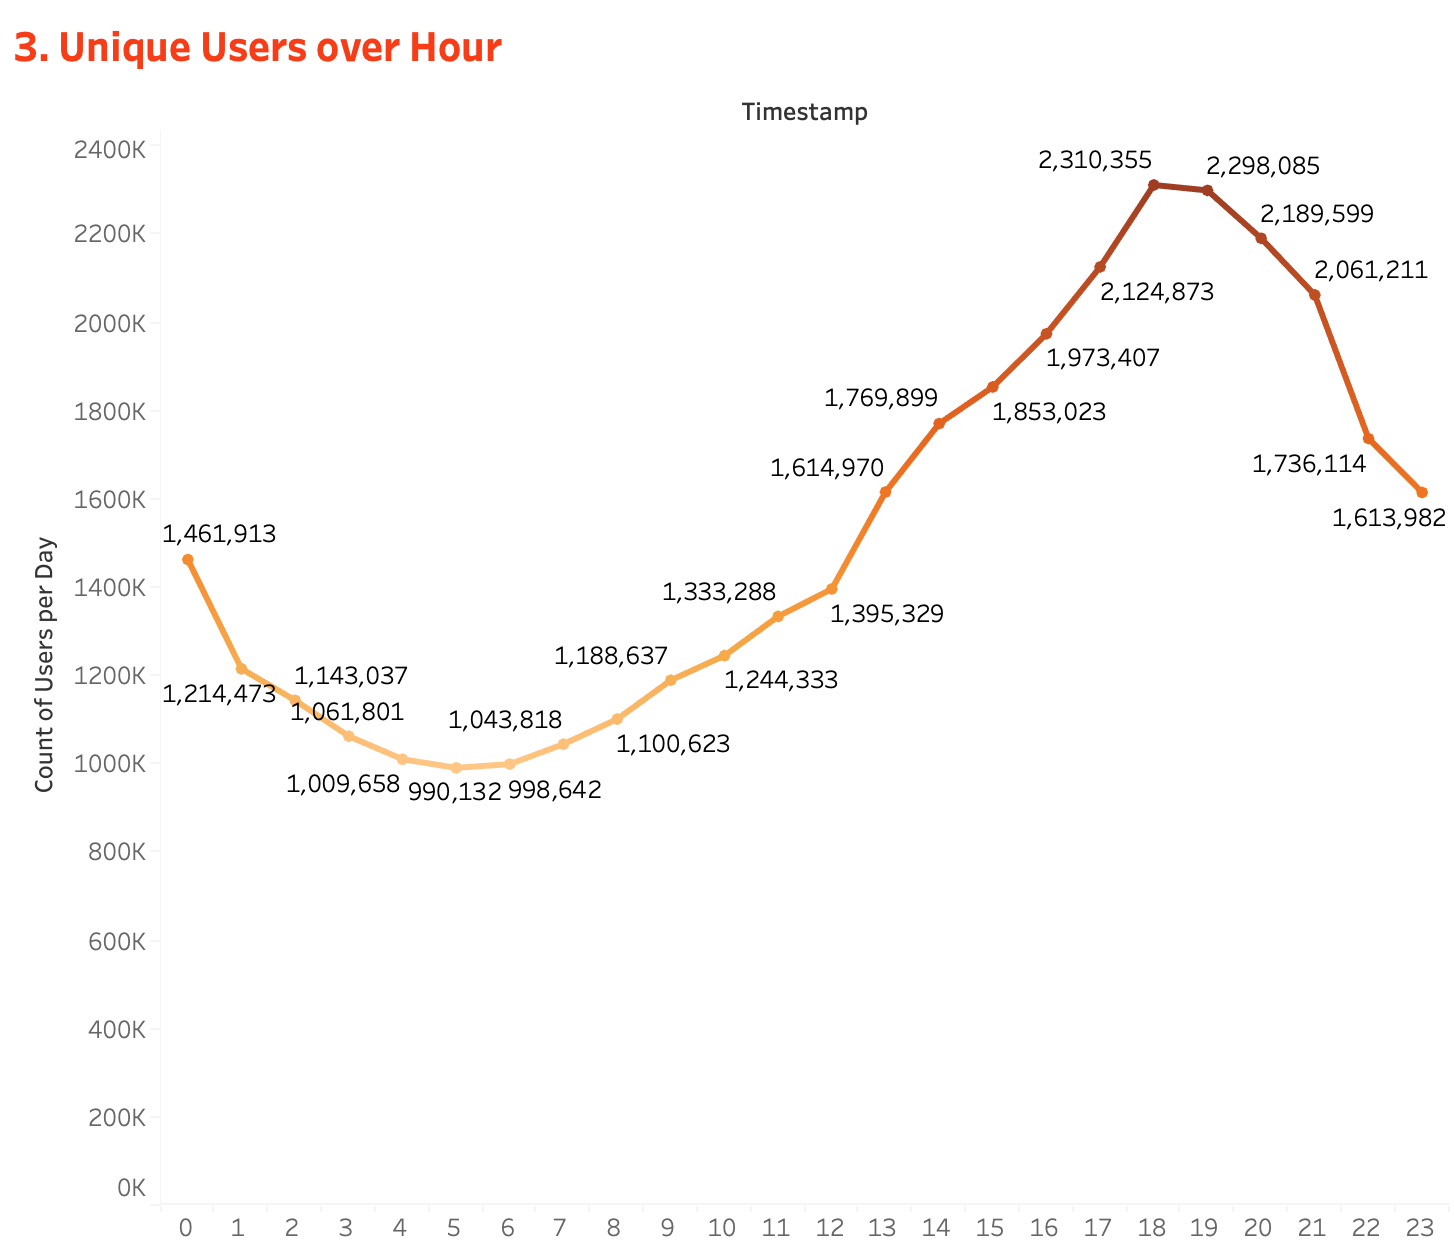 3. Unique Users over Hour
Timestamp
Count of Users per Day
2400K
2200K
2000K
1800K
1600K
1400K
1200K
1000K
800K
600K
400K
200K
0K
1,461,913
1,214,473
1,143,037
1,061,801
1,009,658
990,132
998,642
1,043,818
1,100,623
1,188,637
1,244,333
1,333,288
1,395,329
1,614,970
1,769,899
1,853,023
1,973,407
2,124,873
2,310,355
2,298,085
2,189,599
2,061,211
1,736,114
1,613,982
0 1 2 3 4 5 6 7 8 9 10 11 12 13 14 15 16 17 18 19 20 21 22 23